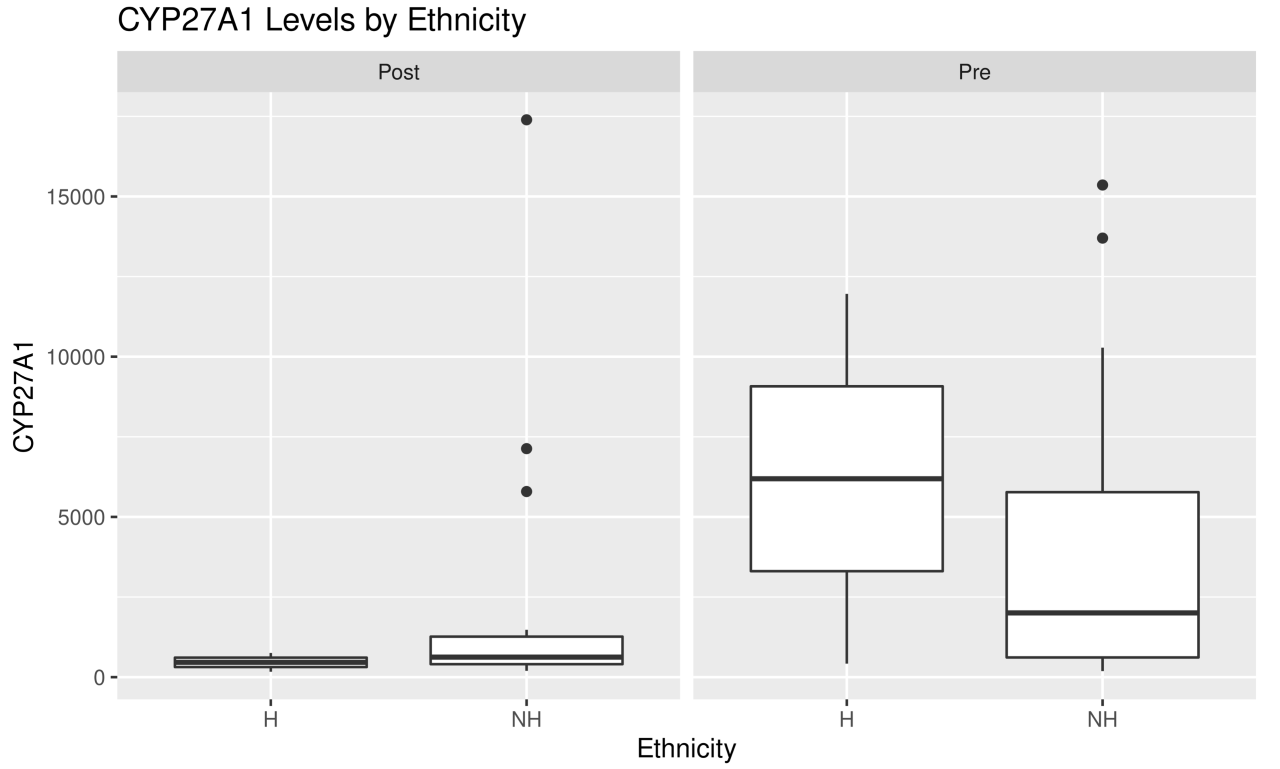 CYP27A1 Levels by Ethnicity
Post
Pre
CYP27A1
15000
10000
5000
0
H
NH
H
NH
Ethnicity